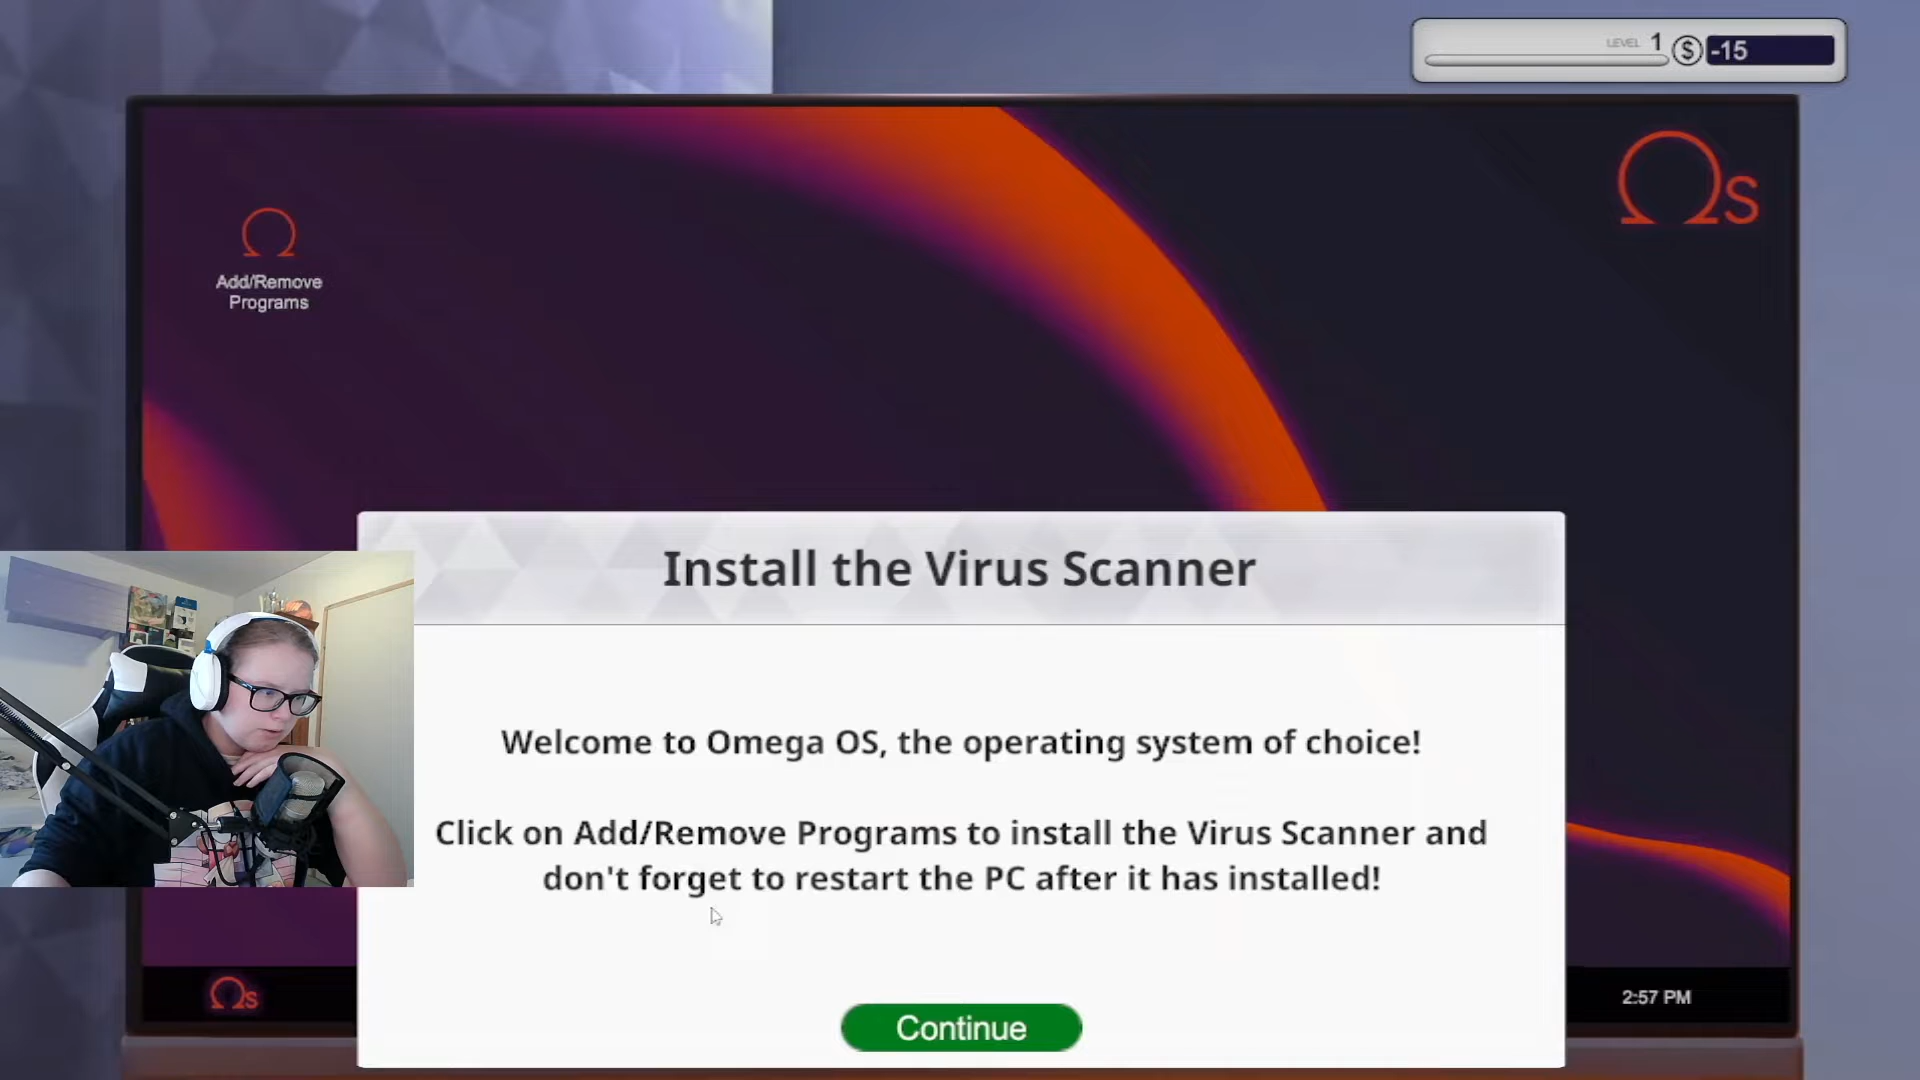 LEVEL 1 $ -15
Ωs
Add/Remove
Programs
Install the Virus Scanner
Welcome to Omega OS, the operating system of choice!
Click on Add/Remove Programs to install the Virus Scanner and
don't forget to restart the PC after it has installed!
Continue
Ωs
2:57 PM